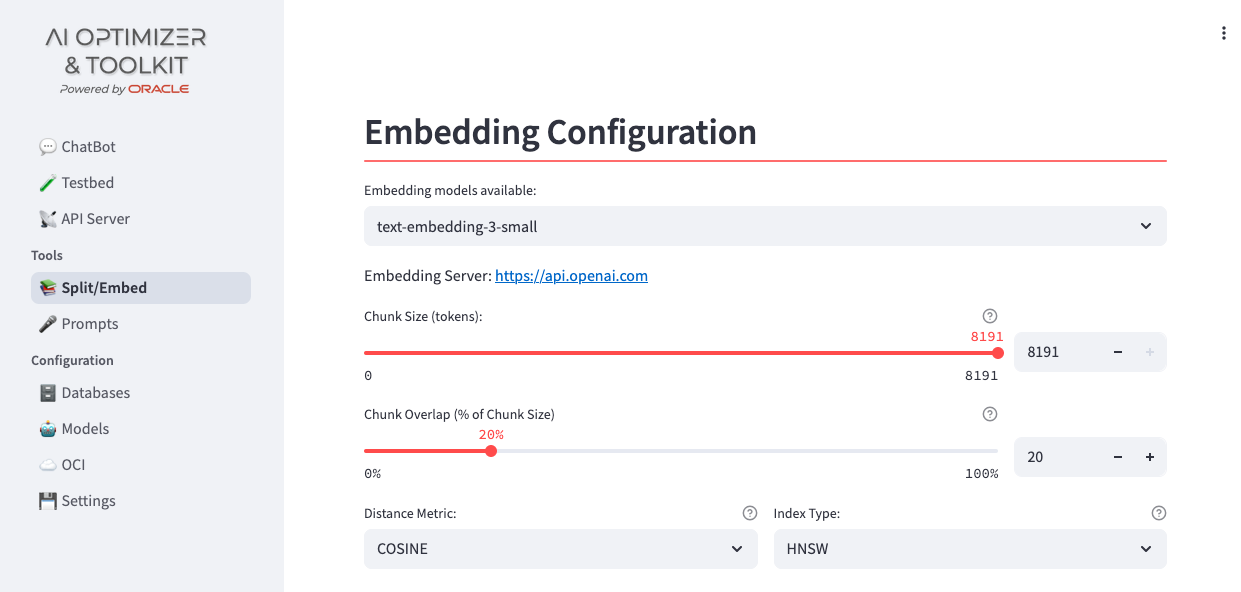 AI OPTIMIZER
& TOOLKIT
Powered by ORACLE
ChatBot
Testbed
API Server
Tools
Split/Embed
Prompts
Configuration
Databases
Models
OCI
Settings
Embedding Configuration
Embedding models available:
text-embedding-3-small
Embedding Server: https://api.openai.com
Chunk Size (tokens):
8191
0 8191
8191 − +
Chunk Overlap (% of Chunk Size)
20%
0% 100%
20 − +
Distance Metric:
COSINE
Index Type:
HNSW